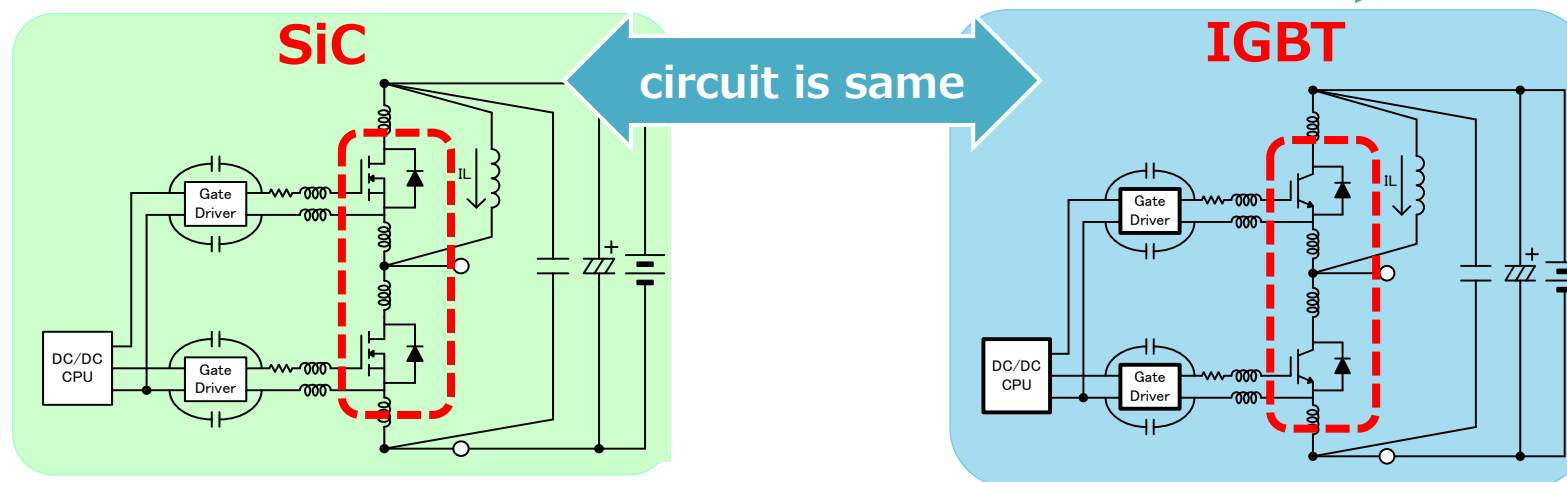 SiC
circuit is same
IGBT
IL
Gate
Driver
+
DC/DC
CPU
Gate
Driver
IL
Gate
Driver
+
DC/DC
CPU
Gate
Driver